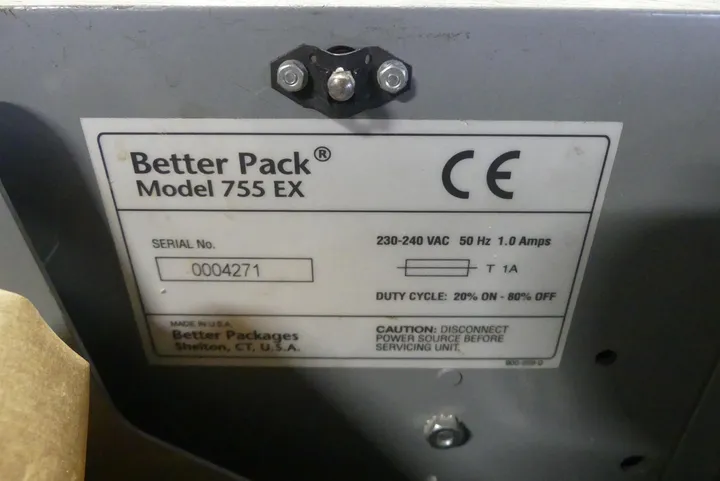 Better Pack®
Model 755 EX
CE
SERIAL No.
0004271
230-240 VAC 50 Hz 1.0 Amps
T 1A
DUTY CYCLE: 20% ON - 80% OFF
MADE IN U.S.A.
Better Packages
Shelton, CT, U.S.A.
CAUTION: DISCONNECT
POWER SOURCE BEFORE
SERVICING UNIT.